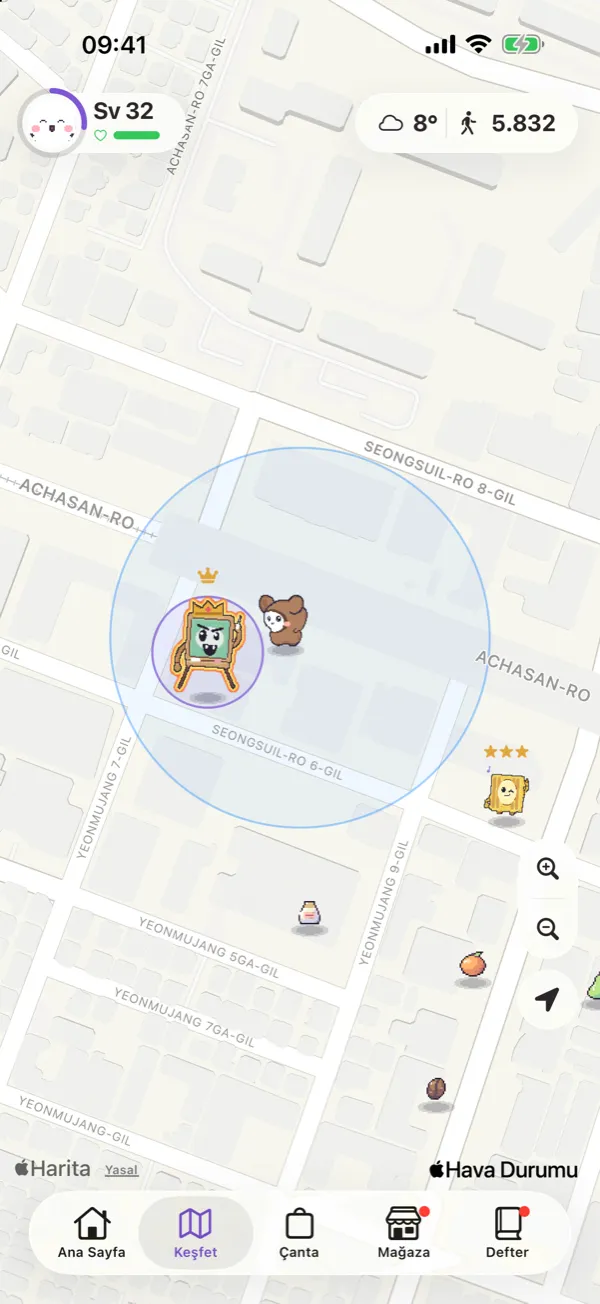 09:41
ACHASAN-RO 7GA-GIL
Sv 32
8°
5.832
SEONGSUIL-RO 8-GIL
ACHASAN-RO
GIL
ACHASAN-RO
SEONGSUIL-RO 6-GIL
YEONMUJANG 7-GIL
YEONMUJANG 9-GIL
YEONMUJANG 5GA-GIL
YEONMUJANG 7GA-GIL
YEONMUJANG-GIL
Harita
Yasal
Hava Durumu
Ana Sayfa
Keşfet
Çanta
Mağaza
Defter